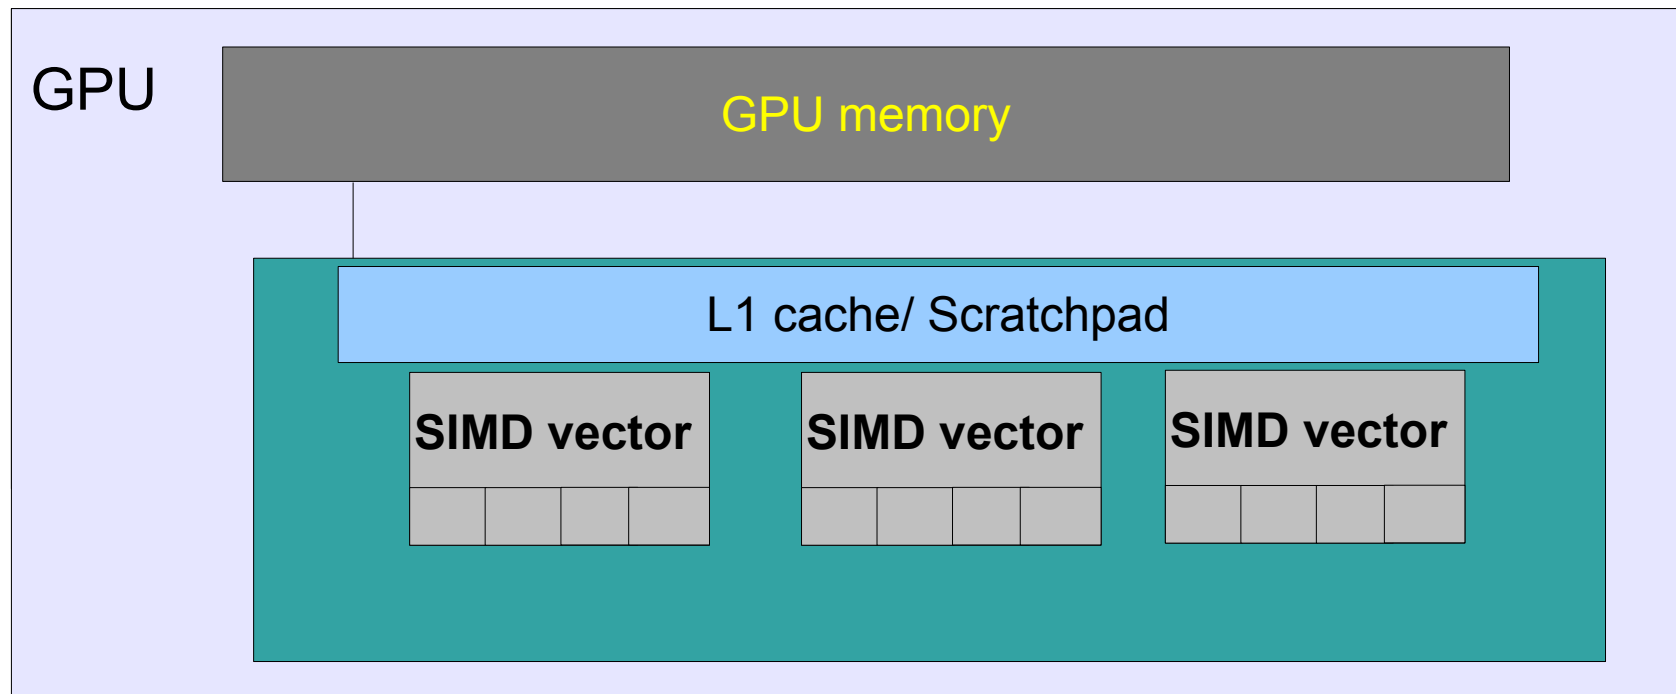 GPU
GPU memory
L1 cache/ Scratchpad
SIMD vector
SIMD vector
SIMD vector